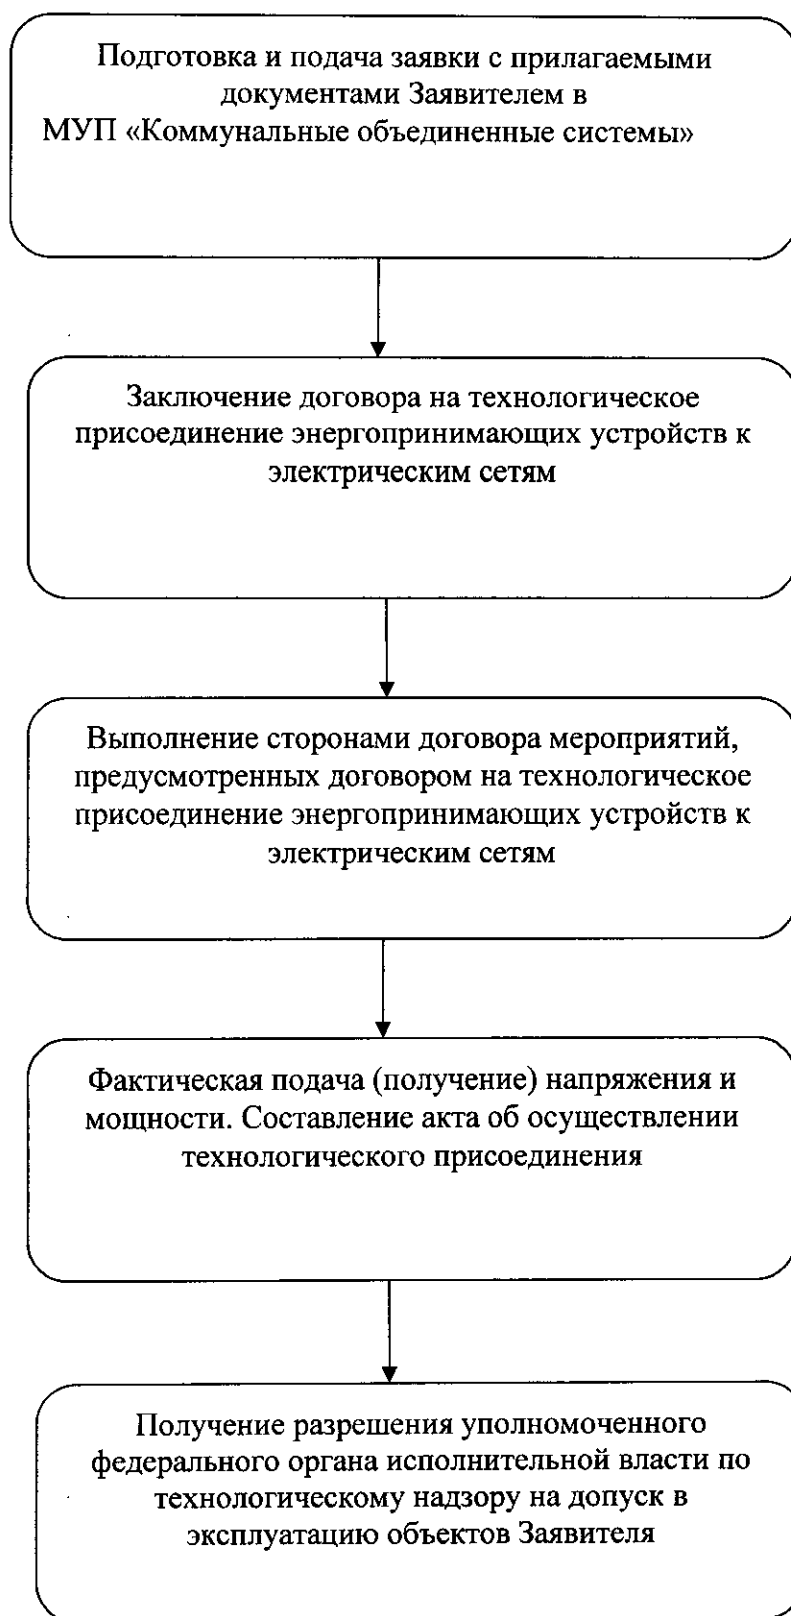 Подготовка и подача заявки с прилагаемыми
документами Заявителем в
МУП «Коммунальные объединенные системы»
Заключение договора на технологическое
присоединение энергопринимающих устройств к
электрическим сетям
Выполнение сторонами договора мероприятий,
предусмотренных договором на технологическое
присоединение энергопринимающих устройств к
электрическим сетям
Фактическая подача (получение) напряжения и
мощности. Составление акта об осуществлении
технологического присоединения
Получение разрешения уполномоченного
федерального органа исполнительной власти по
технологическому надзору на допуск в
эксплуатацию объектов Заявителя